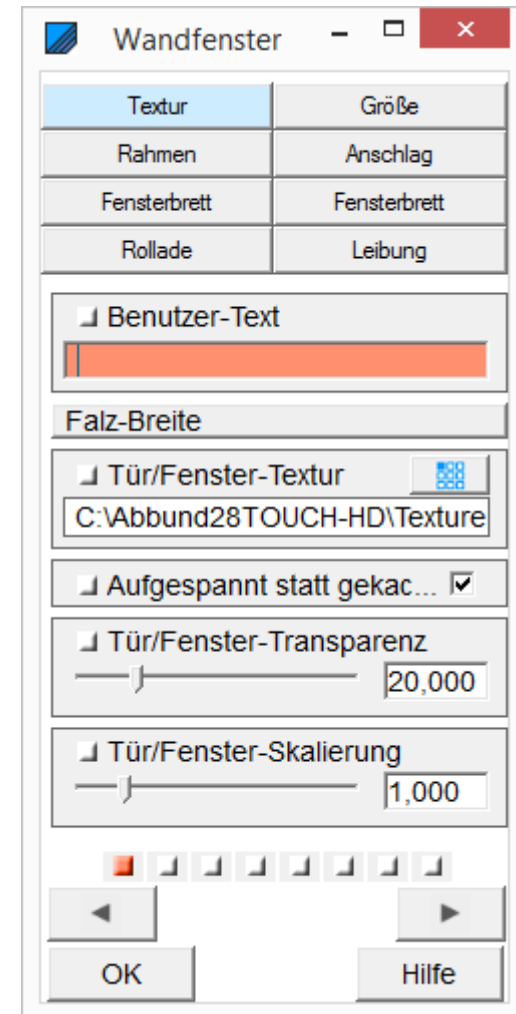 Wandfenster
Textur Größe
Rahmen Anschlag
Fensterbrett Fensterbrett
Rollade Leibung
Benutzer-Text
Falz-Breite
Tür/Fenster-Textur
C:\Abbund28TOUCH-HD\Texture
Aufgespannt statt gekac...
Tür/Fenster-Transparenz
20,000
Tür/Fenster-Skalierung
1,000
OK Hilfe